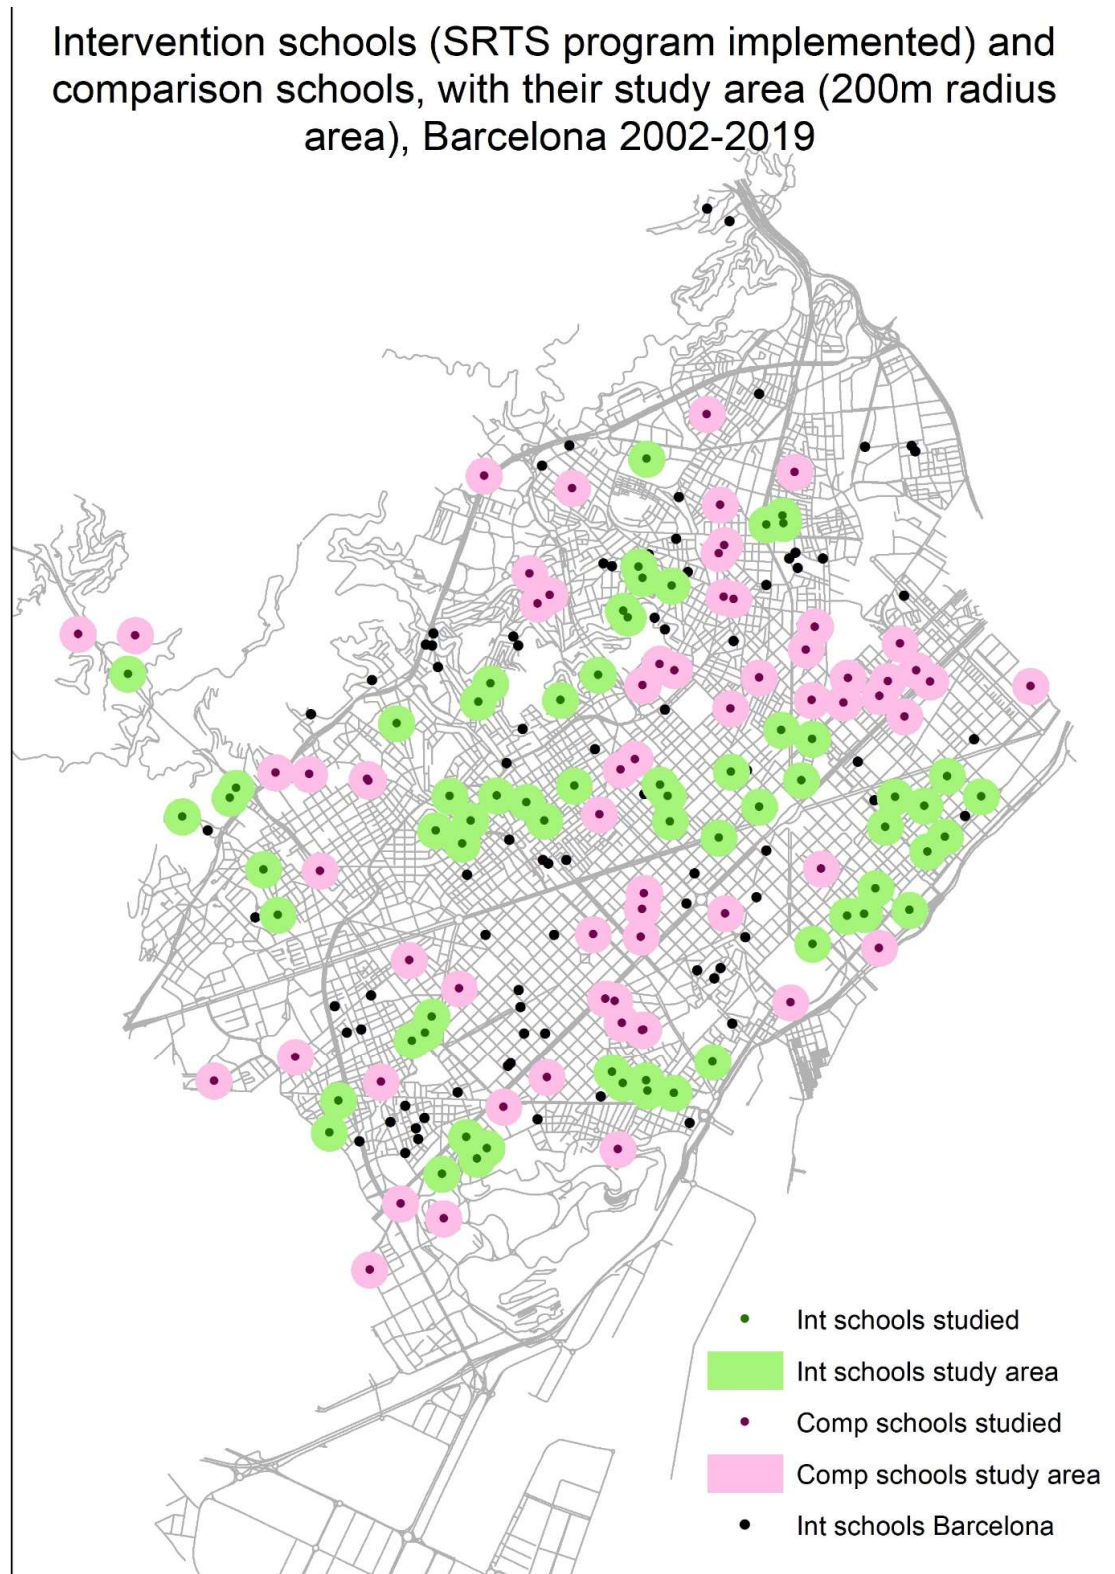 Intervention schools (SRTS program implemented) and
comparison schools, with their study area (200m radius
area), Barcelona 2002-2019
Int schools studied
Int schools study area
Comp schools studied
Comp schools study area
Int schools Barcelona